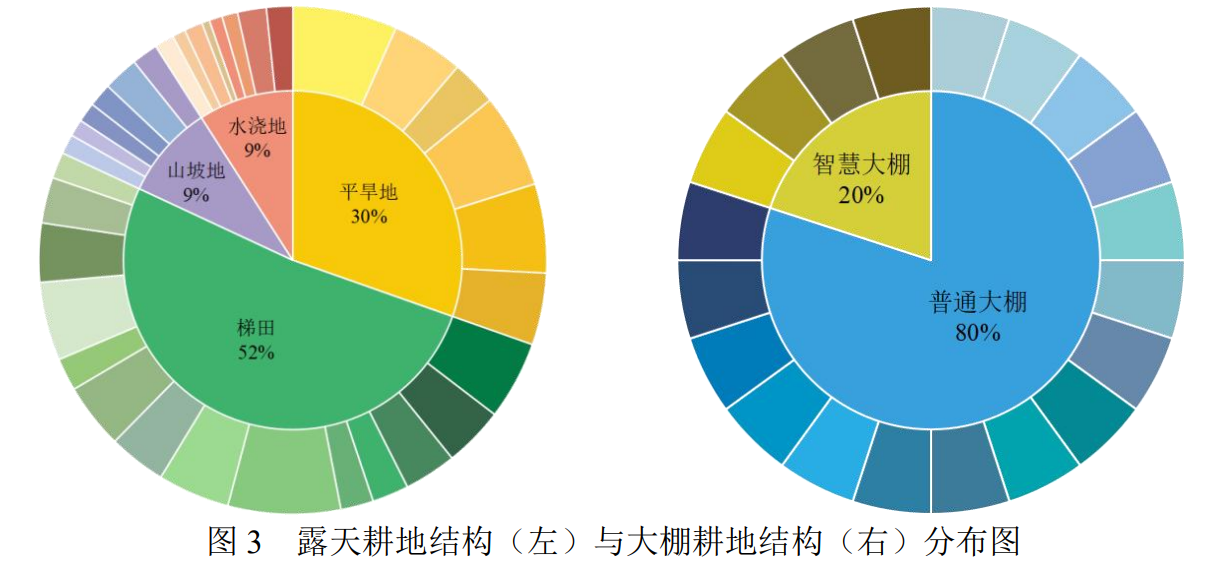 水浇地
9%
山坡地
9%
平旱地
30%
梯田
52%
智慧大棚
20%
普通大棚
80%
图 3 露天耕地结构（左）与大棚耕地结构（右）分布图